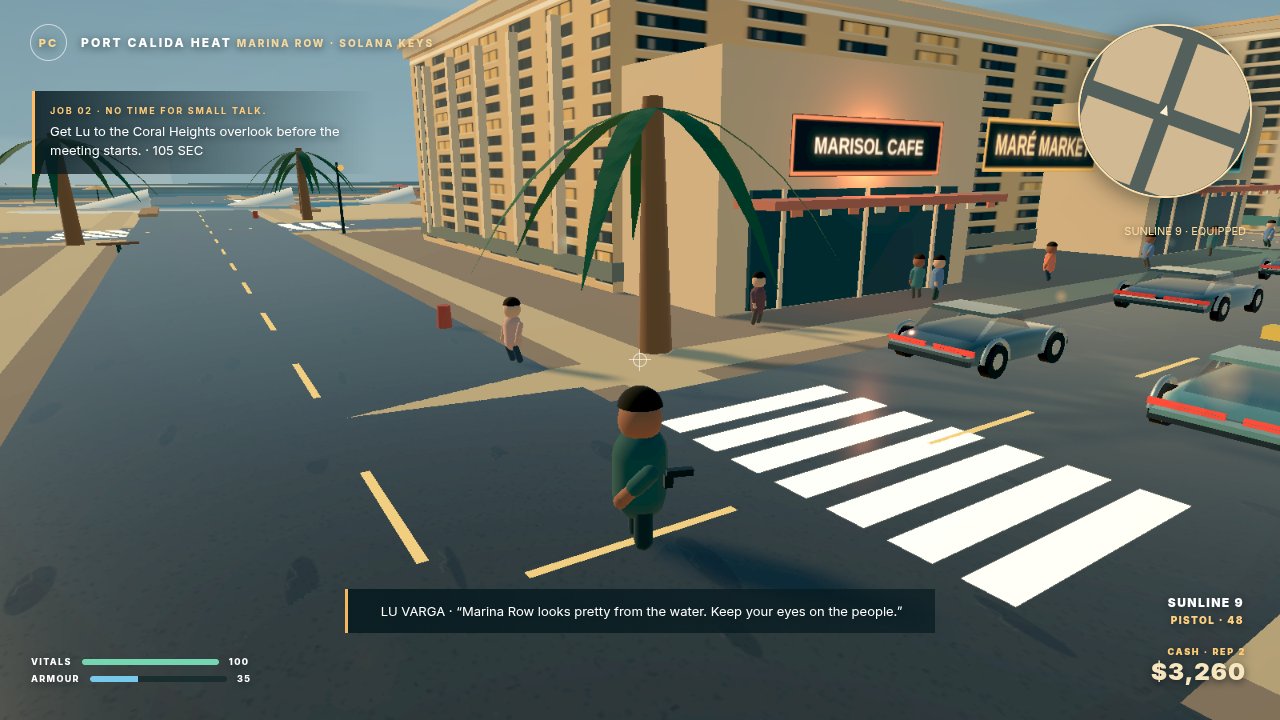 PC
PORT CALIDA HEAT MARINA ROW · SOLANA KEYS
JOB 02 · NO TIME FOR SMALL TALK.
Get Lu to the Coral Heights overlook before the
meeting starts. · 105 SEC
MARISOL CAFE
MARÉ MARKE
SUNLINE 9 · EQUIPPED
LU VARGA · “Marina Row looks pretty from the water. Keep your eyes on the people.”
SUNLINE 9
PISTOL · 48
VITALS 100
ARMOUR 35
CASH · REP 2
$3,260